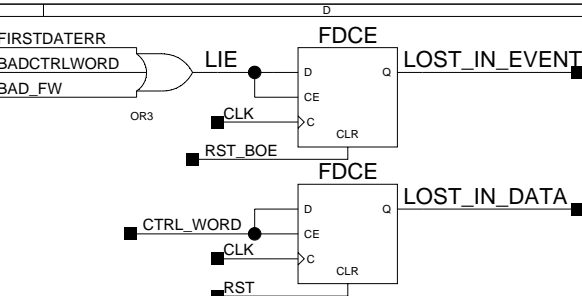 D
FIRSTDATERR
BADCTRLWORD
BAD_FW
OR3
LIE
FDCE
D
Q
CE
C
CLR
CLK
RST_BOE
LOST_IN_EVENT
FDCE
D
Q
CE
C
CLR
CTRL_WORD
CLK
RST
LOST_IN_DATA